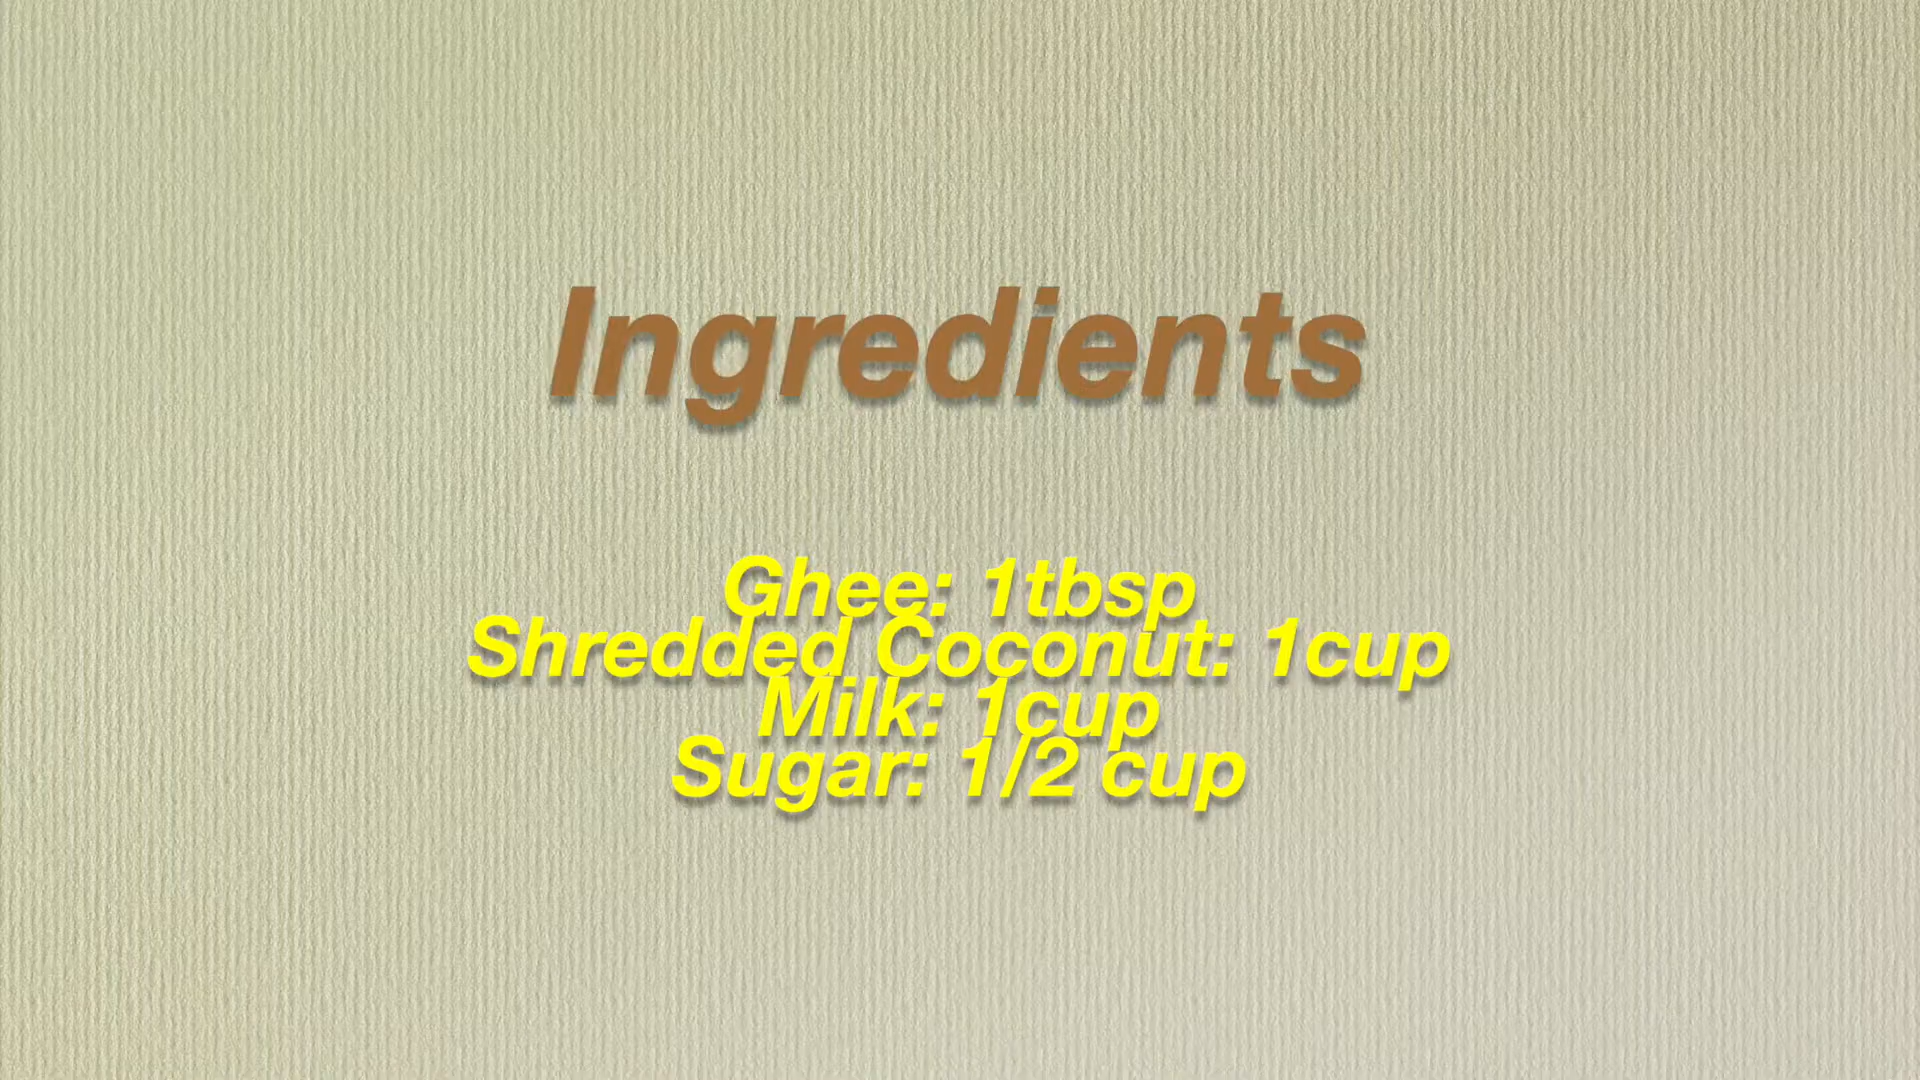 Ingredients
Ghee: 1tbsp
Shredded Coconut: 1cup
Milk: 1cup
Sugar: 1/2 cup